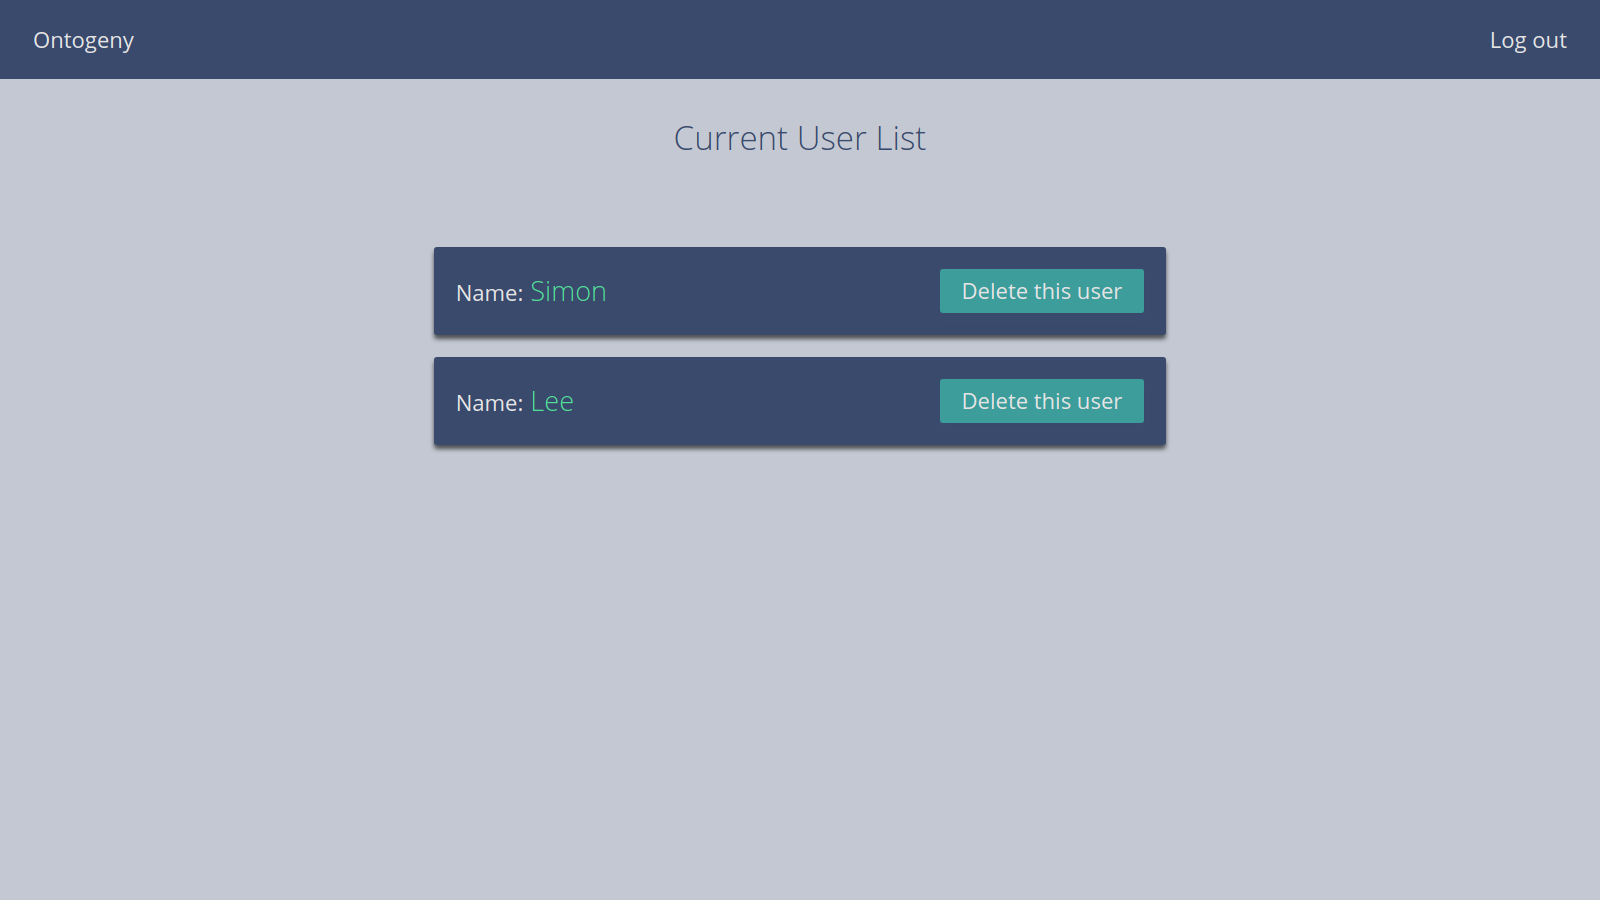 Ontogeny Log out
Current User List
Name: Simon Delete this user
Name: Lee Delete this user